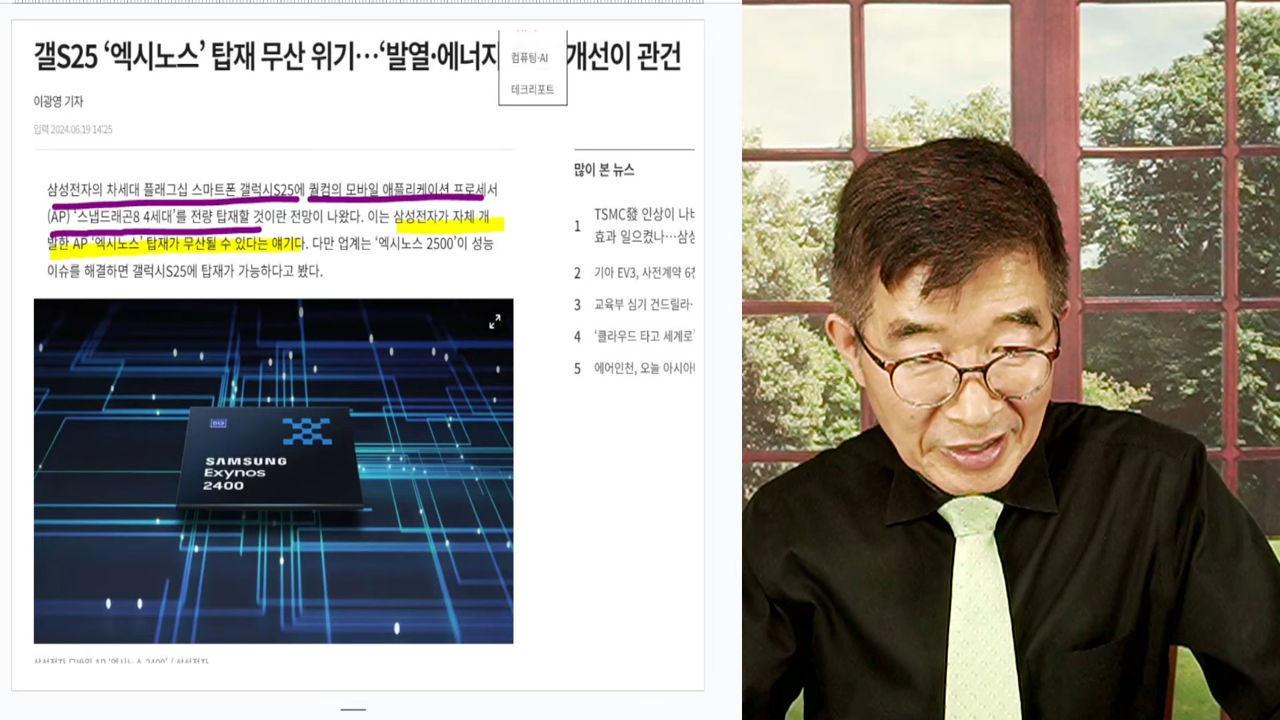 갤S25 ‘엑시노스’ 탑재 무산 위기…‘발열·에너지 개선이 관건
컴퓨팅·AI
테크리포트
이광영 기자
입력 2024.06.19 14:25
삼성전자의 차세대 플래그십 스마트폰 갤럭시S25에 퀄컴의 모바일 애플리케이션 프로세서
(AP) ‘스냅드래곤8 4세대’를 전량 탑재할 것이란 전망이 나왔다. 이는 삼성전자가 자체 개
발한 AP ‘엑시노스’ 탑재가 무산될 수 있다는 얘기다. 다만 업계는 ‘엑시노스 2500’이 성능
이슈를 해결하면 갤럭시S25에 탑재가 가능하다고 봤다.
5G
SAMSUNG
Exynos
2400
많이 본 뉴스
1 TSMC發 인상이 나비
효과 일으켰나…삼성
2 기아 EV3, 사전계약 6천
3 교육부 심기 건드릴라·
4 ‘클라우드 타고 세계로’
5 에어인천, 오늘 아시아나